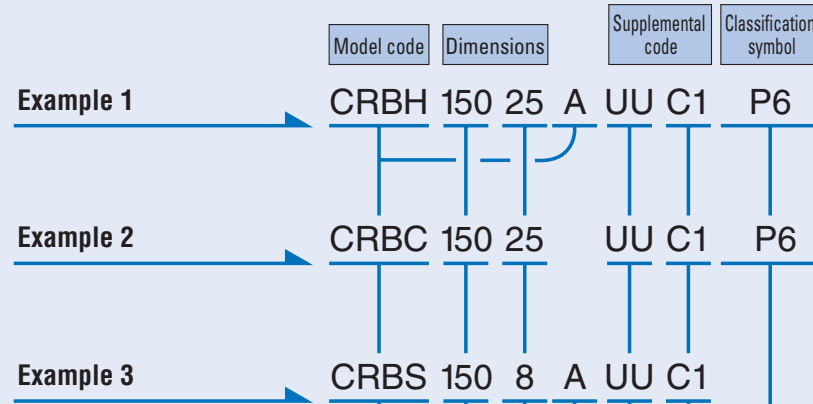 Model code Dimensions Supplemental code Classification symbol
Example 1 CRBH 150 25 A UU C1 P6
Example 2 CRBC 150 25 UU C1 P6
Example 3 CRBS 150 8 A UU C1